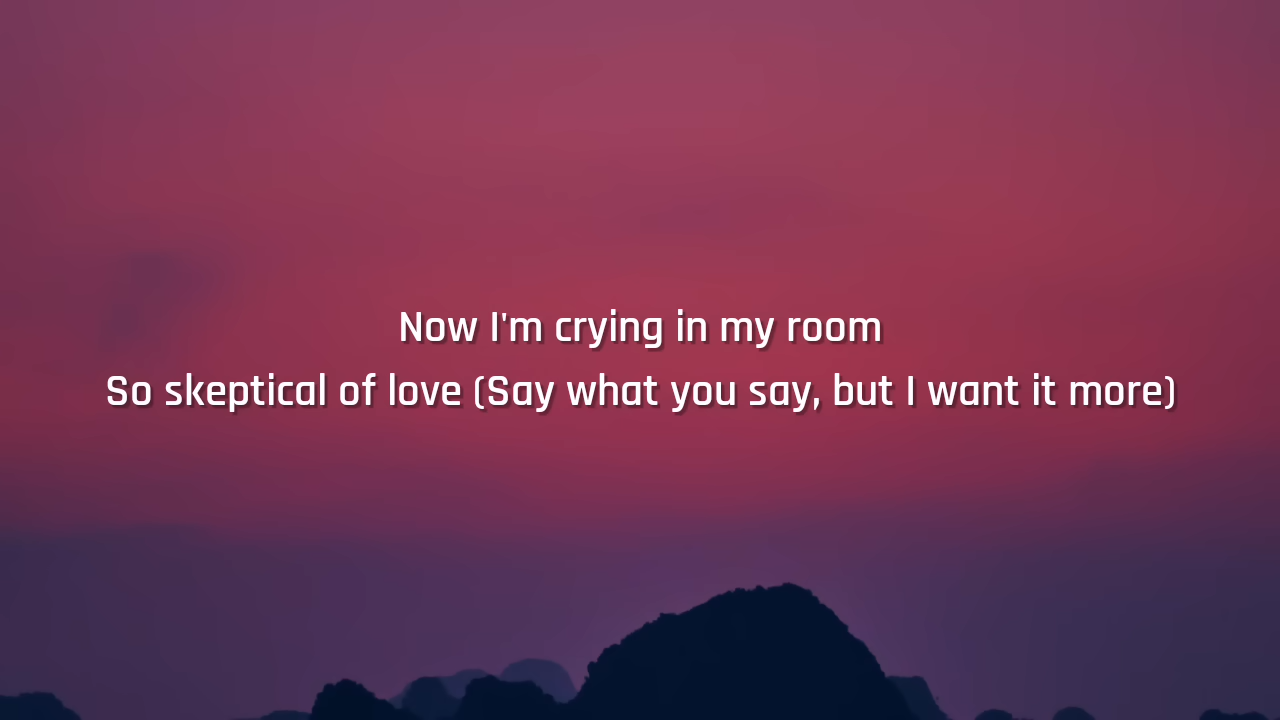 Now I'm crying in my room
So skeptical of love (Say what you say, but I want it more)